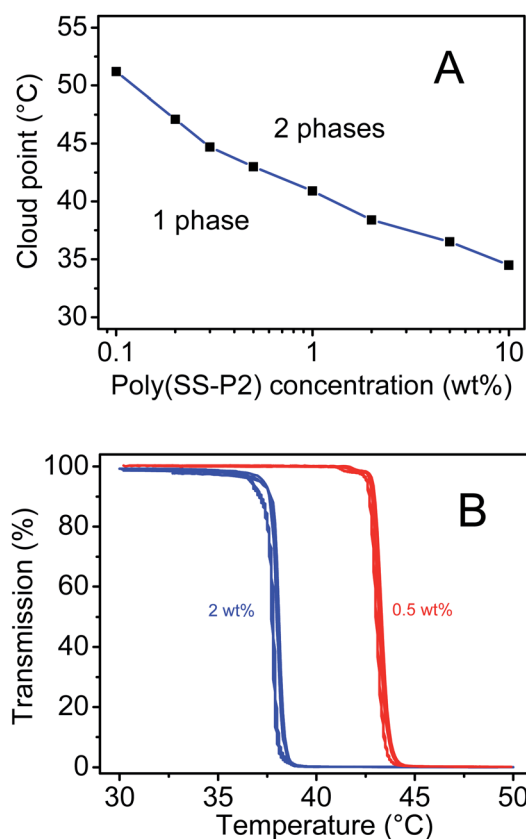 A
Cloud point (°C)
55
50
45
40
35
30
2 phases
1 phase
0.1
1
10
Poly(SS-P2) concentration (wt%)
B
Transmission (%)
100
80
60
40
20
0
2 wt%
0.5 wt%
30
35
40
45
50
Temperature (°C)